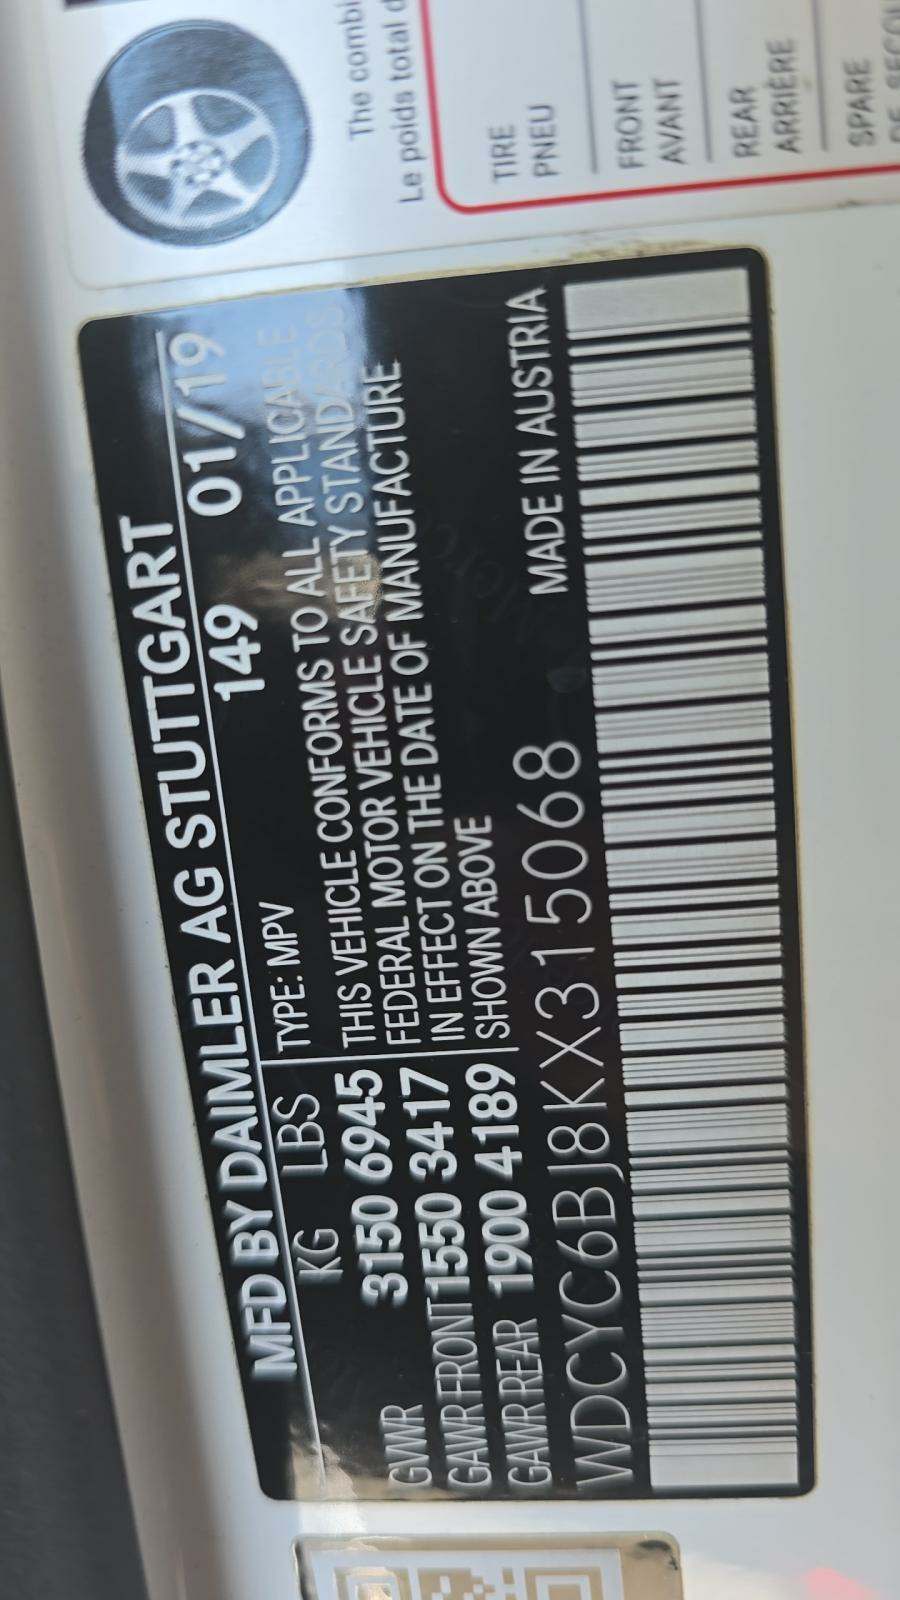 The combi
Le poids total d
TIRE
PNEU
FRONT
AVANT
REAR
ARRIÈRE
SPARE
DE SECOU
MFD BY DAIMLER AG STUTTGART
KG LBS TYPE: MPV 149 01/19
GVWR 3150 6945
GAWR FRONT 1550 3417
GAWR REAR 1900 4189
THIS VEHICLE CONFORMS TO ALL APPLICABLE
FEDERAL MOTOR VEHICLE SAFETY STANDARDS
IN EFFECT ON THE DATE OF MANUFACTURE
SHOWN ABOVE
MADE IN AUSTRIA
WDCYC6BJ8KX315068